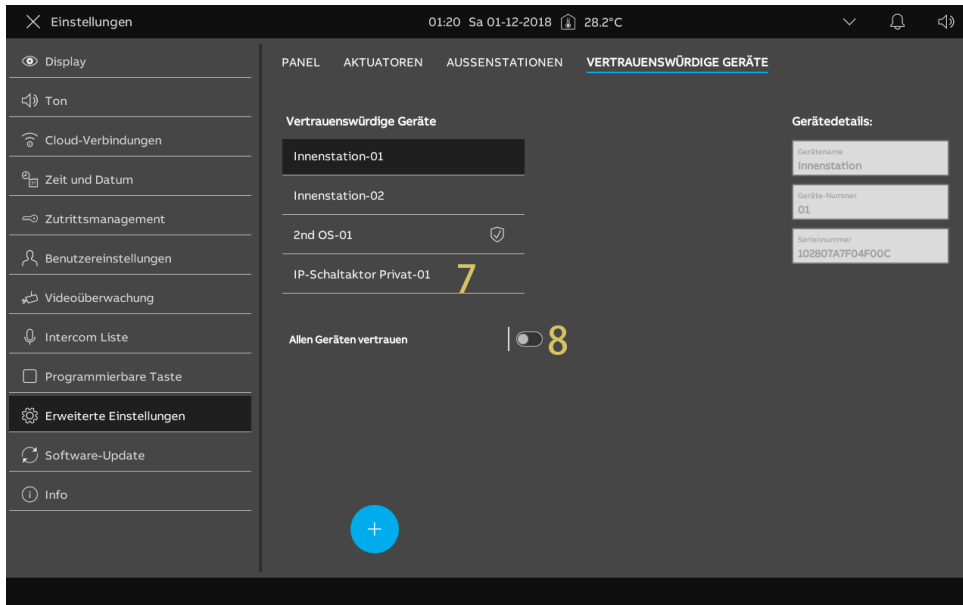 Einstellungen
01:20 Sa 01-12-2018 28.2°C
Display
Ton
Cloud-Verbindungen
Zeit und Datum
Zutrittsmanagement
Benutzereinstellungen
Videoüberwachung
Intercom Liste
Programmierbare Taste
Erweiterte Einstellungen
Software-Update
Info
PANEL AKTUATOREN AUSSENSTATIONEN VERTRAUENSWÜRDIGE GERÄTE
Vertrauenswürdige Geräte
Innenstation-01
Innenstation-02
2nd OS-01
IP-Schaltaktor Privat-01
7
Allen Geräten vertrauen
8
+
Gerätedetails:
Gerätename
Innenstation
Geräte-Nummer
01
Seriennummer
102807A7F04F00C